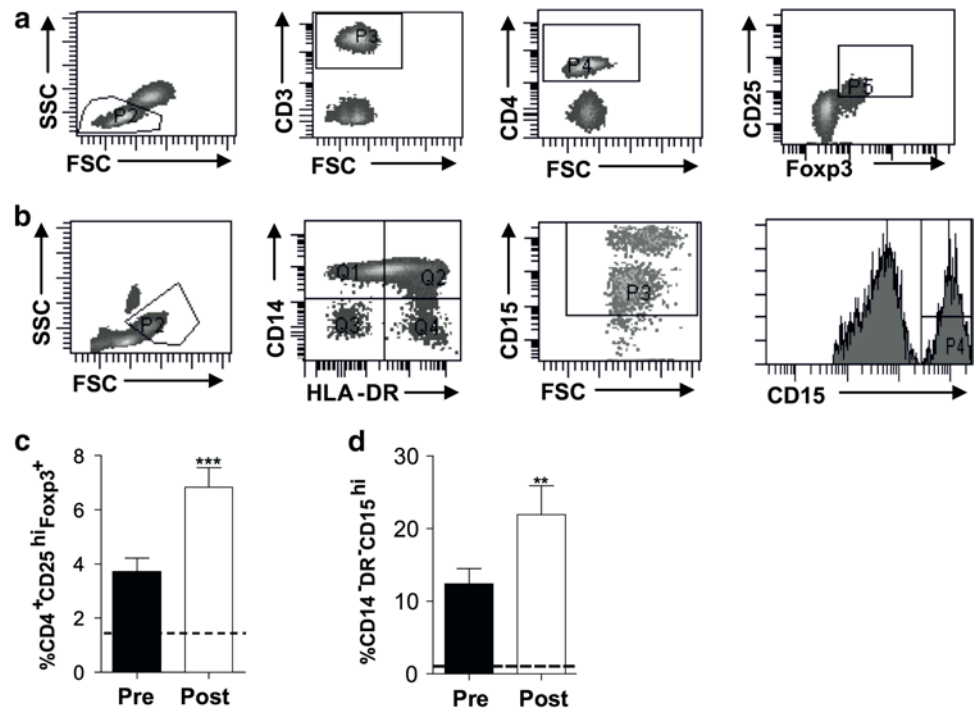 a
SSC
FSC
P2
CD3
FSC
P3
CD4
FSC
P4
CD25
Foxp3
P5
b
SSC
FSC
P2
CD14
HLA-DR
Q1
Q2
Q3
Q4
CD15
FSC
P3
CD15
P4
c
%CD4+CD25hiFoxp3+
8
6
4
2
0
***
Pre
Post
d
%CD14-DR-CD15hi
30
20
10
0
**
Pre
Post